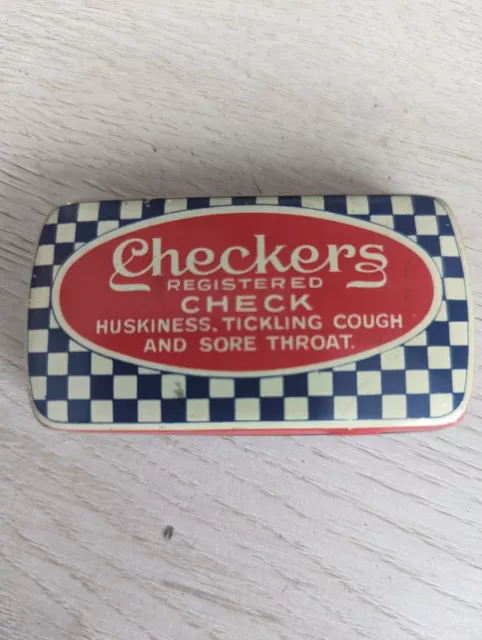 Checkers
REGISTERED
CHECK
HUSKINESS, TICKLING COUGH
AND SORE THROAT.